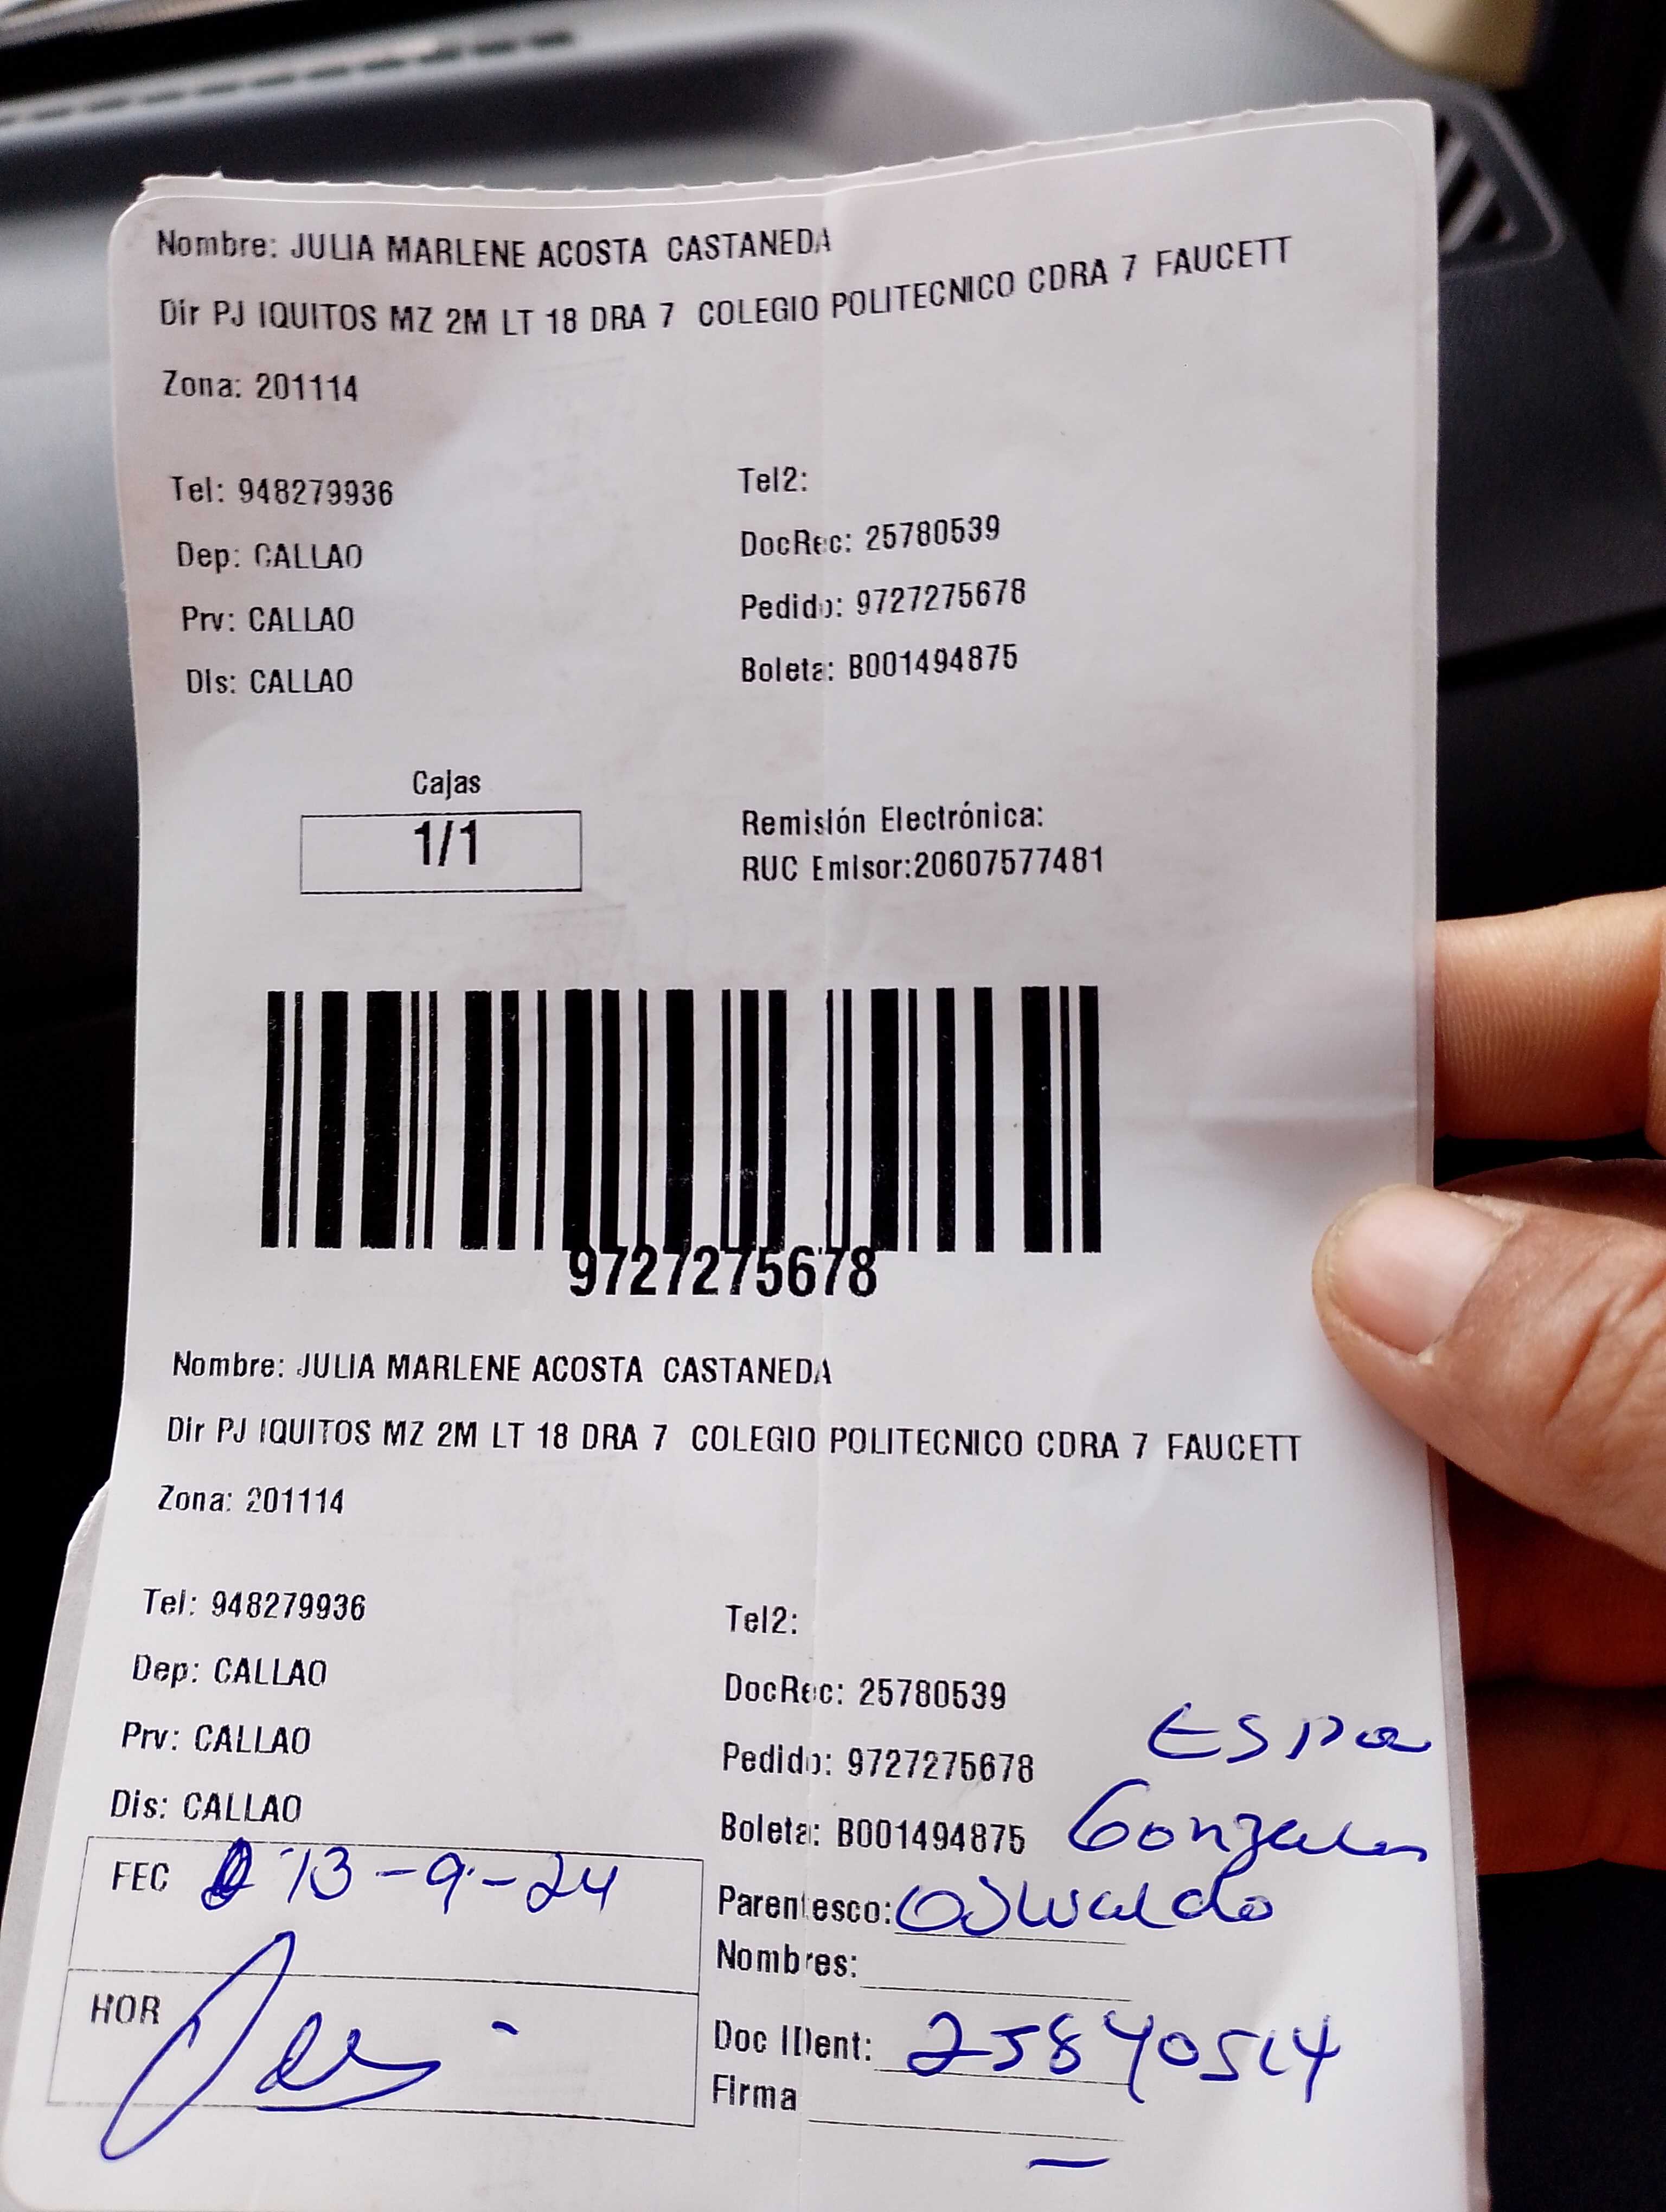 Nombre: JULIA MARLENE ACOSTA CASTANEDA
Dir PJ IQUITOS MZ 2M LT 18 DRA 7 COLEGIO POLITECNICO CDRA 7 FAUCETT
Zona: 201114
Tel: 948279936 Tel2:
Dep: CALLAO DocRec: 25780539
Prv: CALLAO Pedido: 9727275678
Dis: CALLAO Boleta: B001494875
Cajas
1/1
Remisión Electrónica:
RUC Emisor:20607577481
9727275678
Nombre: JULIA MARLENE ACOSTA CASTANEDA
Dir PJ IQUITOS MZ 2M LT 18 DRA 7 COLEGIO POLITECNICO CDRA 7 FAUCETT
Zona: 201114
Tel: 948279936 Tel2:
Dep: CALLAO DocRec: 25780539
Prv: CALLAO Pedido: 9727275678
Dis: CALLAO Boleta: B001494875 Gonzales
FEC 13-9-24 Parentesco: Oswaldo
Nombres:
HOR Doc IDent: 25840514
Firma